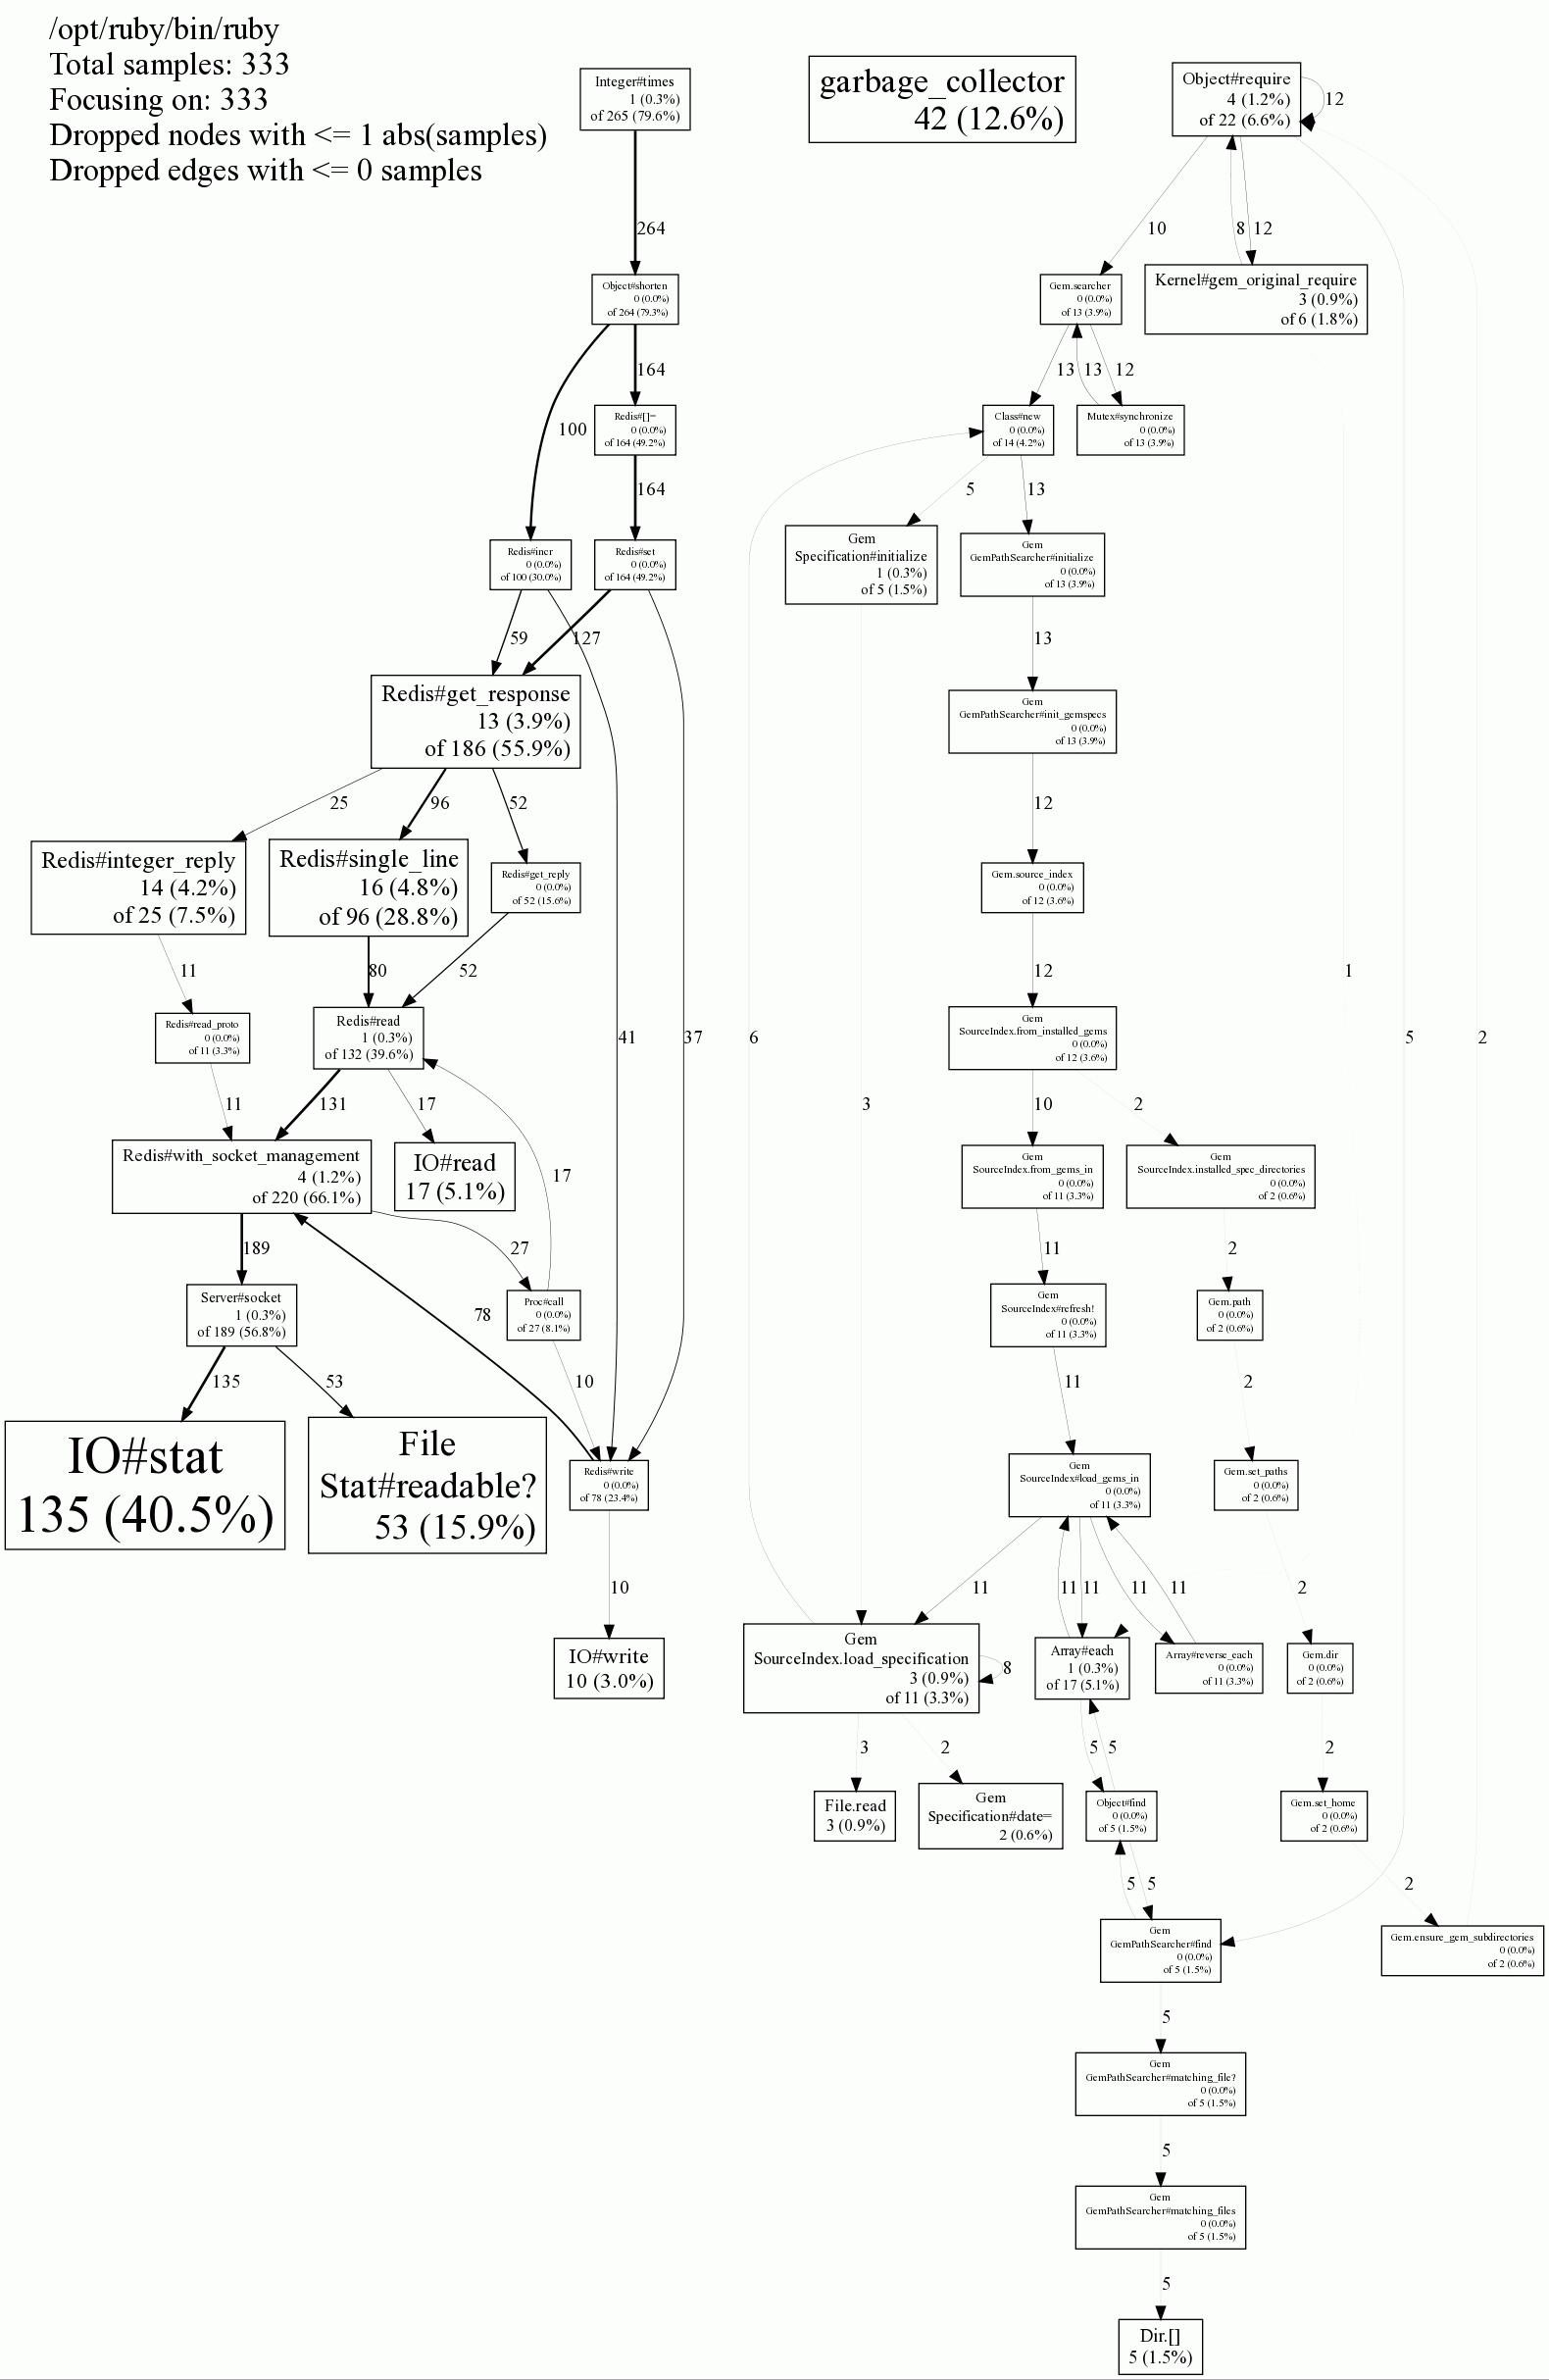 /opt/ruby/bin/ruby
Total samples: 333
Focusing on: 333
Dropped nodes with <= 1 abs(samples)
Dropped edges with <= 0 samples
Integer#times
1 (0.3%)
of 265 (79.6%)
garbage_collector
42 (12.6%)
Object#require
4 (1.2%)
of 22 (6.6%)
12
264
10
8
12
Object#shorten
0 (0.0%)
of 264 (79.3%)
Gem.searcher
0 (0.0%)
of 13 (3.9%)
Kernel#gem_original_require
3 (0.9%)
of 6 (1.8%)
164
13
13
12
100
Redis#[]=
0 (0.0%)
of 164 (49.2%)
Class#new
0 (0.0%)
of 14 (4.2%)
Mutex#synchronize
0 (0.0%)
of 13 (3.9%)
164
5
13
Redis#incr
0 (0.0%)
of 100 (30.0%)
Redis#set
0 (0.0%)
of 164 (49.2%)
Gem
Specification#initialize
1 (0.3%)
of 5 (1.5%)
Gem
GemPathSearcher#initialize
0 (0.0%)
of 13 (3.9%)
59
127
13
Redis#get_response
13 (3.9%)
of 186 (55.9%)
Gem
GemPathSearcher#init_gemspecs
0 (0.0%)
of 13 (3.9%)
25
96
52
12
Redis#integer_reply
14 (4.2%)
of 25 (7.5%)
Redis#single_line
16 (4.8%)
of 96 (28.8%)
Redis#get_reply
0 (0.0%)
of 52 (15.6%)
Gem.source_index
0 (0.0%)
of 12 (3.6%)
11
80
52
12
1
Redis#read_proto
0 (0.0%)
of 11 (3.3%)
Redis#read
1 (0.3%)
of 132 (39.6%)
41
37
6
Gem
SourceIndex.from_installed_gems
0 (0.0%)
of 12 (3.6%)
5
2
11
131
17
3
10
2
Redis#with_socket_management
4 (1.2%)
of 220 (66.1%)
IO#read
17 (5.1%)
17
Gem
SourceIndex.from_gems_in
0 (0.0%)
of 11 (3.3%)
Gem
SourceIndex.installed_spec_directories
0 (0.0%)
of 2 (0.6%)
189
27
11
2
Server#socket
1 (0.3%)
of 189 (56.8%)
78
Proc#call
0 (0.0%)
of 27 (8.1%)
Gem
SourceIndex#refresh!
0 (0.0%)
of 11 (3.3%)
Gem.path
0 (0.0%)
of 2 (0.6%)
135
53
10
11
2
IO#stat
135 (40.5%)
File
Stat#readable?
53 (15.9%)
Redis#write
0 (0.0%)
of 78 (23.4%)
Gem
SourceIndex#load_gems_in
0 (0.0%)
of 11 (3.3%)
Gem.set_paths
0 (0.0%)
of 2 (0.6%)
10
11
11
11
11
11
2
IO#write
10 (3.0%)
Gem
SourceIndex.load_specification
3 (0.9%)
of 11 (3.3%)
8
Array#each
1 (0.3%)
of 17 (5.1%)
Array#reverse_each
0 (0.0%)
of 11 (3.3%)
Gem.dir
0 (0.0%)
of 2 (0.6%)
3
2
5
5
2
File.read
3 (0.9%)
Gem
Specification#date=
2 (0.6%)
Object#find
0 (0.0%)
of 5 (1.5%)
Gem.set_home
0 (0.0%)
of 2 (0.6%)
5
5
2
Gem
GemPathSearcher#find
0 (0.0%)
of 5 (1.5%)
Gem.ensure_gem_subdirectories
0 (0.0%)
of 2 (0.6%)
5
Gem
GemPathSearcher#matching_file?
0 (0.0%)
of 5 (1.5%)
5
Gem
GemPathSearcher#matching_files
0 (0.0%)
of 5 (1.5%)
5
Dir.[]
5 (1.5%)